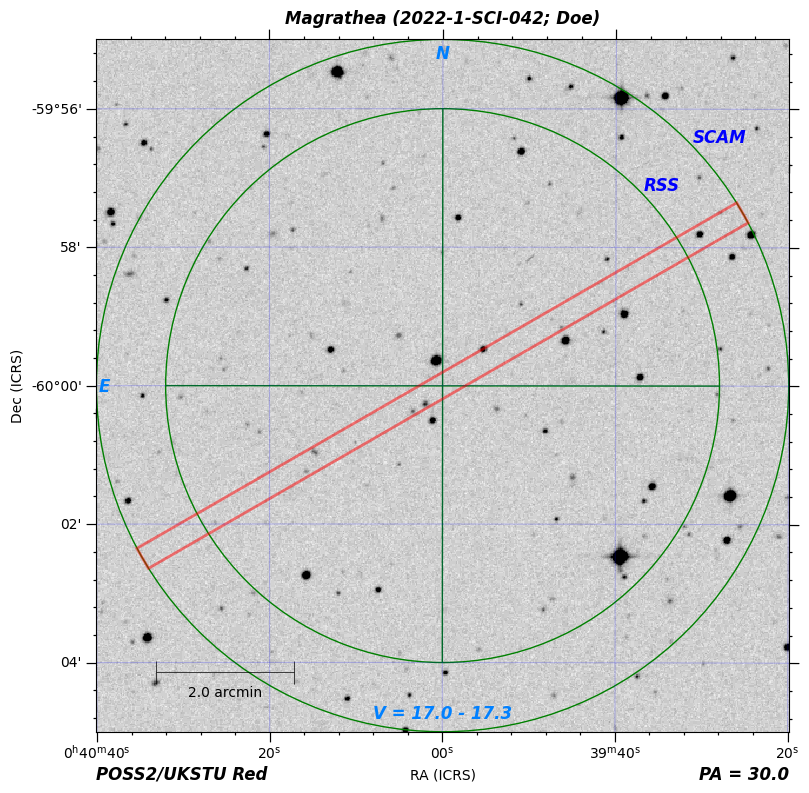 Magrathea (2022-1-SCI-042; Doe)
N
-59°56'
SCAM
RSS
58'
Dec (ICRS)
-60°00'
E
02'
04'
2.0 arcmin
V = 17.0 - 17.3
0ʰ40ᵐ40ˢ 20ˢ 00ˢ 39ᵐ40ˢ 20ˢ
POSS2/UKSTU Red RA (ICRS) PA = 30.0